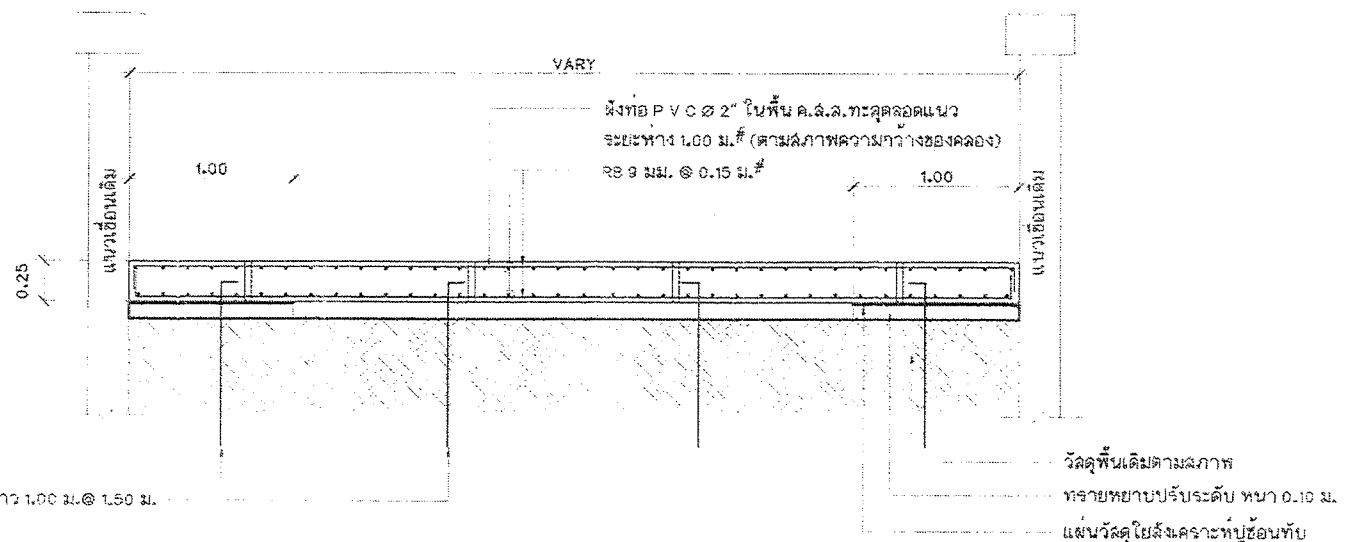 VARY
ฝังท่อ P V C Ø 2" ในพื้น ค.ส.ล.ทะลุตลอดแนว
ระยะห่าง 1.00 ม.# (ตามสภาพความกว้างของคลอง)
RB 9 มม. @ 0.15 ม.#
1.00
1.00
แนวเขื่อนเดิม
แนวเขื่อนเดิม
0.25
วัสดุพื้นเดิมตามสภาพ
1.00 ม.@ 1.50 ม.
ทรายหยาบปรับระดับ หนา 0.10 ม.
แผ่นวัสดุใยสังเคราะห์ปูซ้อนทับ